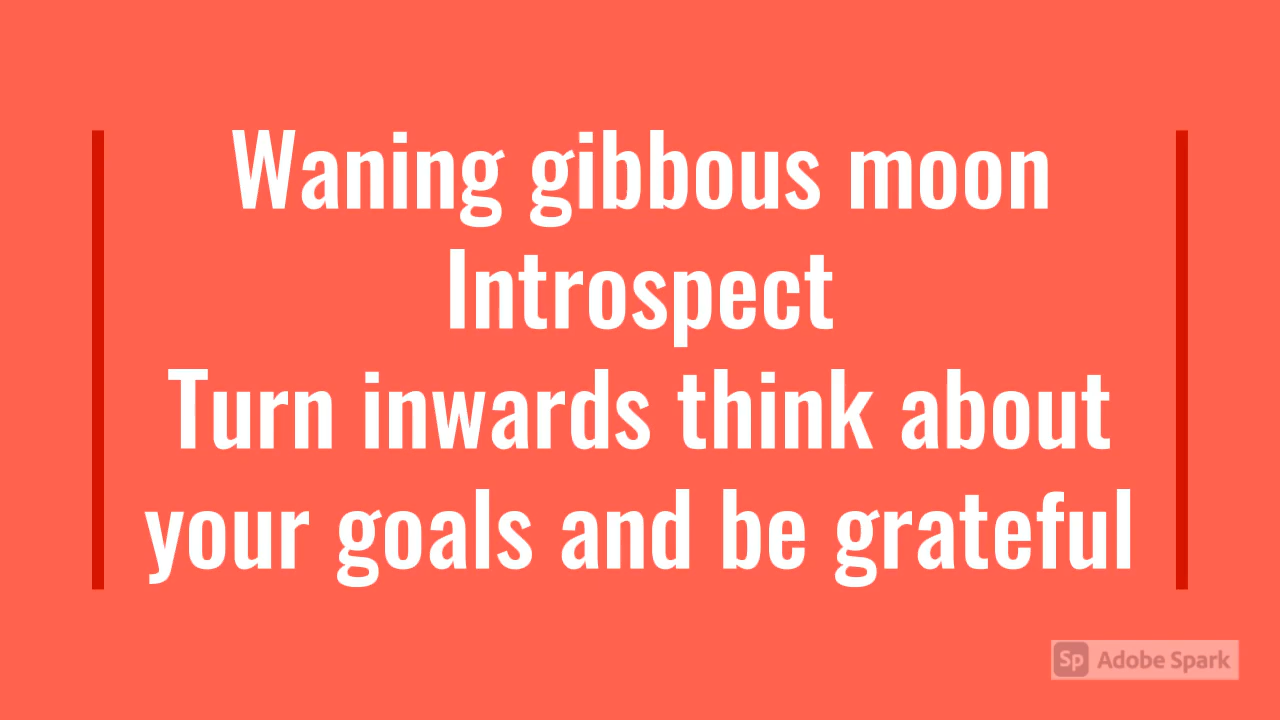 Waning gibbous moon
Introspect
Turn inwards think about
your goals and be grateful
Sp Adobe Spark